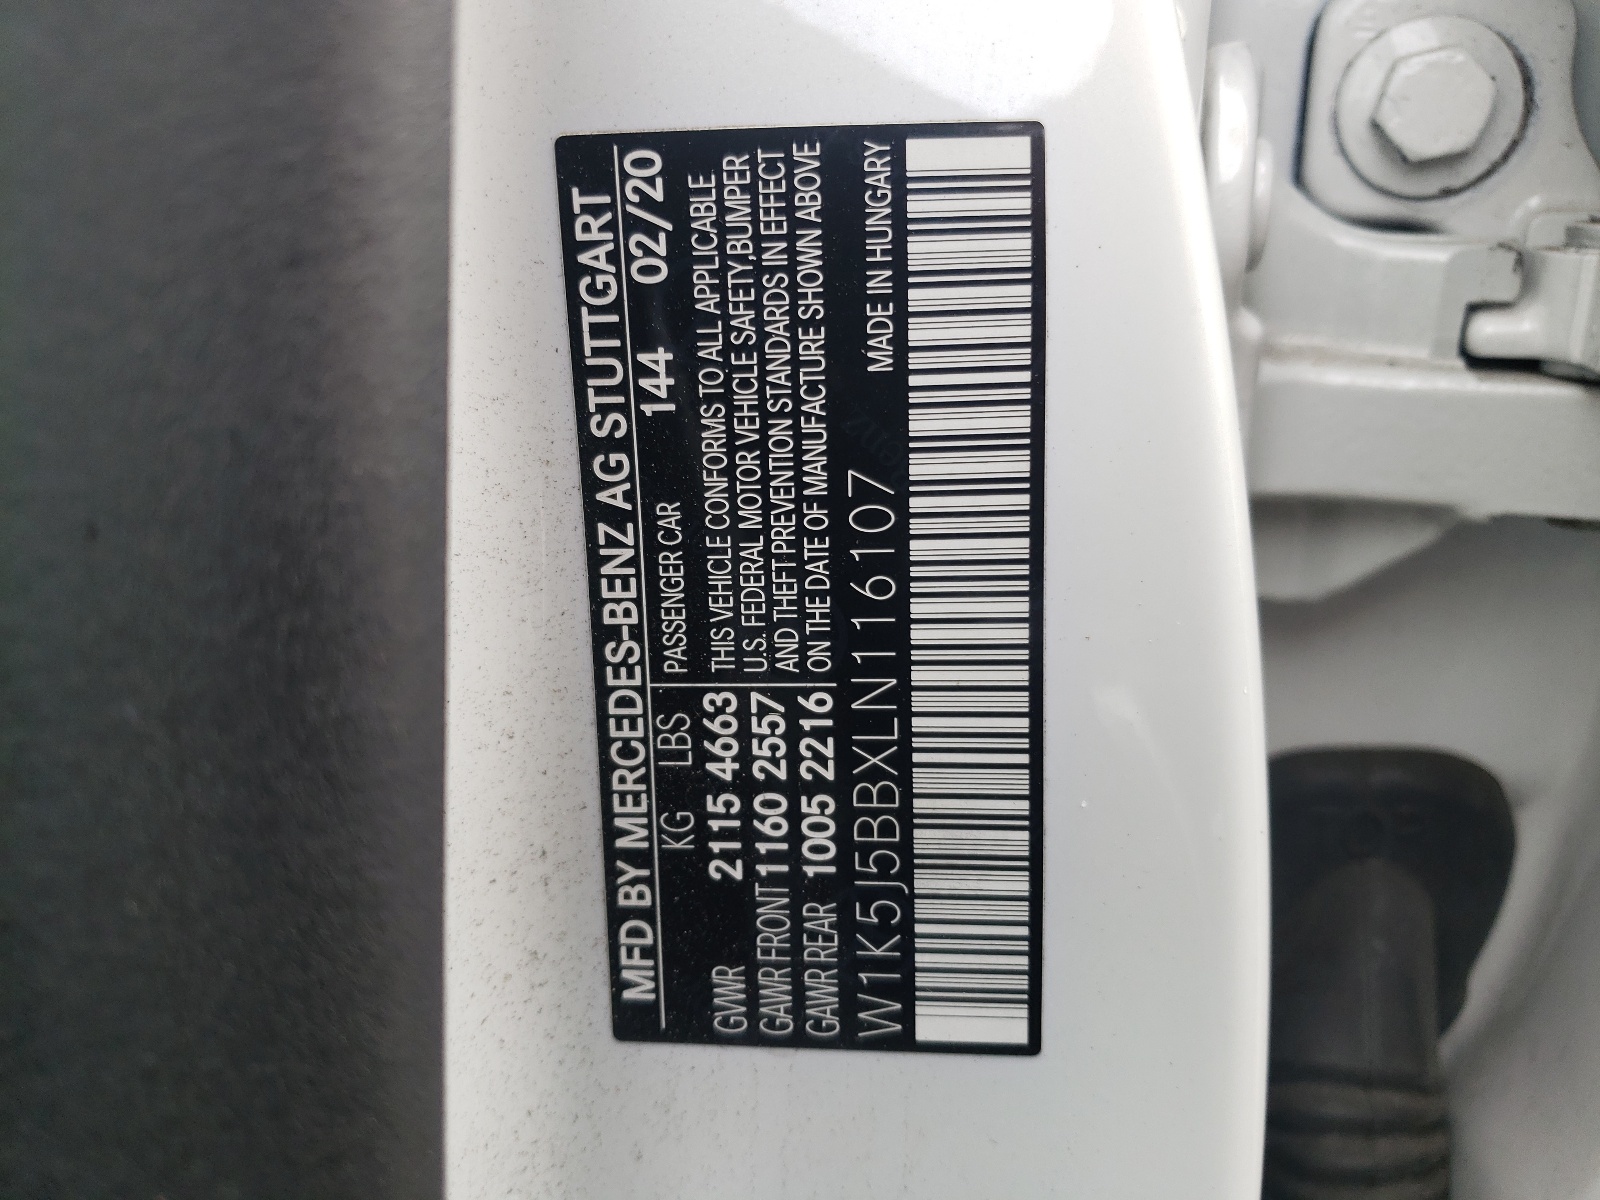 MFD BY MERCEDES-BENZ AG STUTTGART
KG LBS PASSENGER CAR 144 02/20
GVWR 2115 4663 THIS VEHICLE CONFORMS TO ALL APPLICABLE
GAWR FRONT 1160 2557 U.S. FEDERAL MOTOR VEHICLE SAFETY,BUMPER
AND THEFT PREVENTION STANDARDS IN EFFECT
GAWR REAR 1005 2216 ON THE DATE OF MANUFACTURE SHOWN ABOVE
W1K5J5BBXLN116107 MADE IN HUNGARY